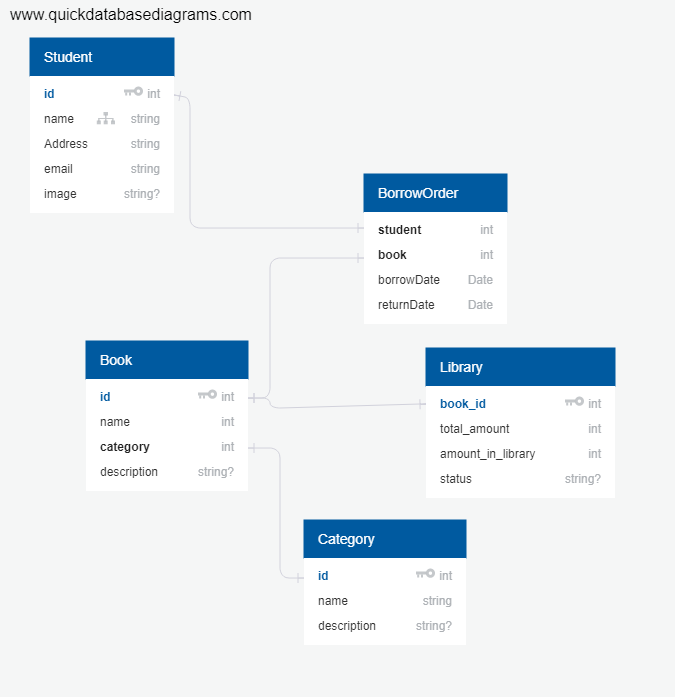 www.quickdatabasediagrams.com
Student
id int
name string
Address string
email string
image string?
BorrowOrder
student int
book int
borrowDate Date
returnDate Date
Book
id int
name int
category int
description string?
Library
book_id int
total_amount int
amount_in_library int
status string?
Category
id int
name string
description string?